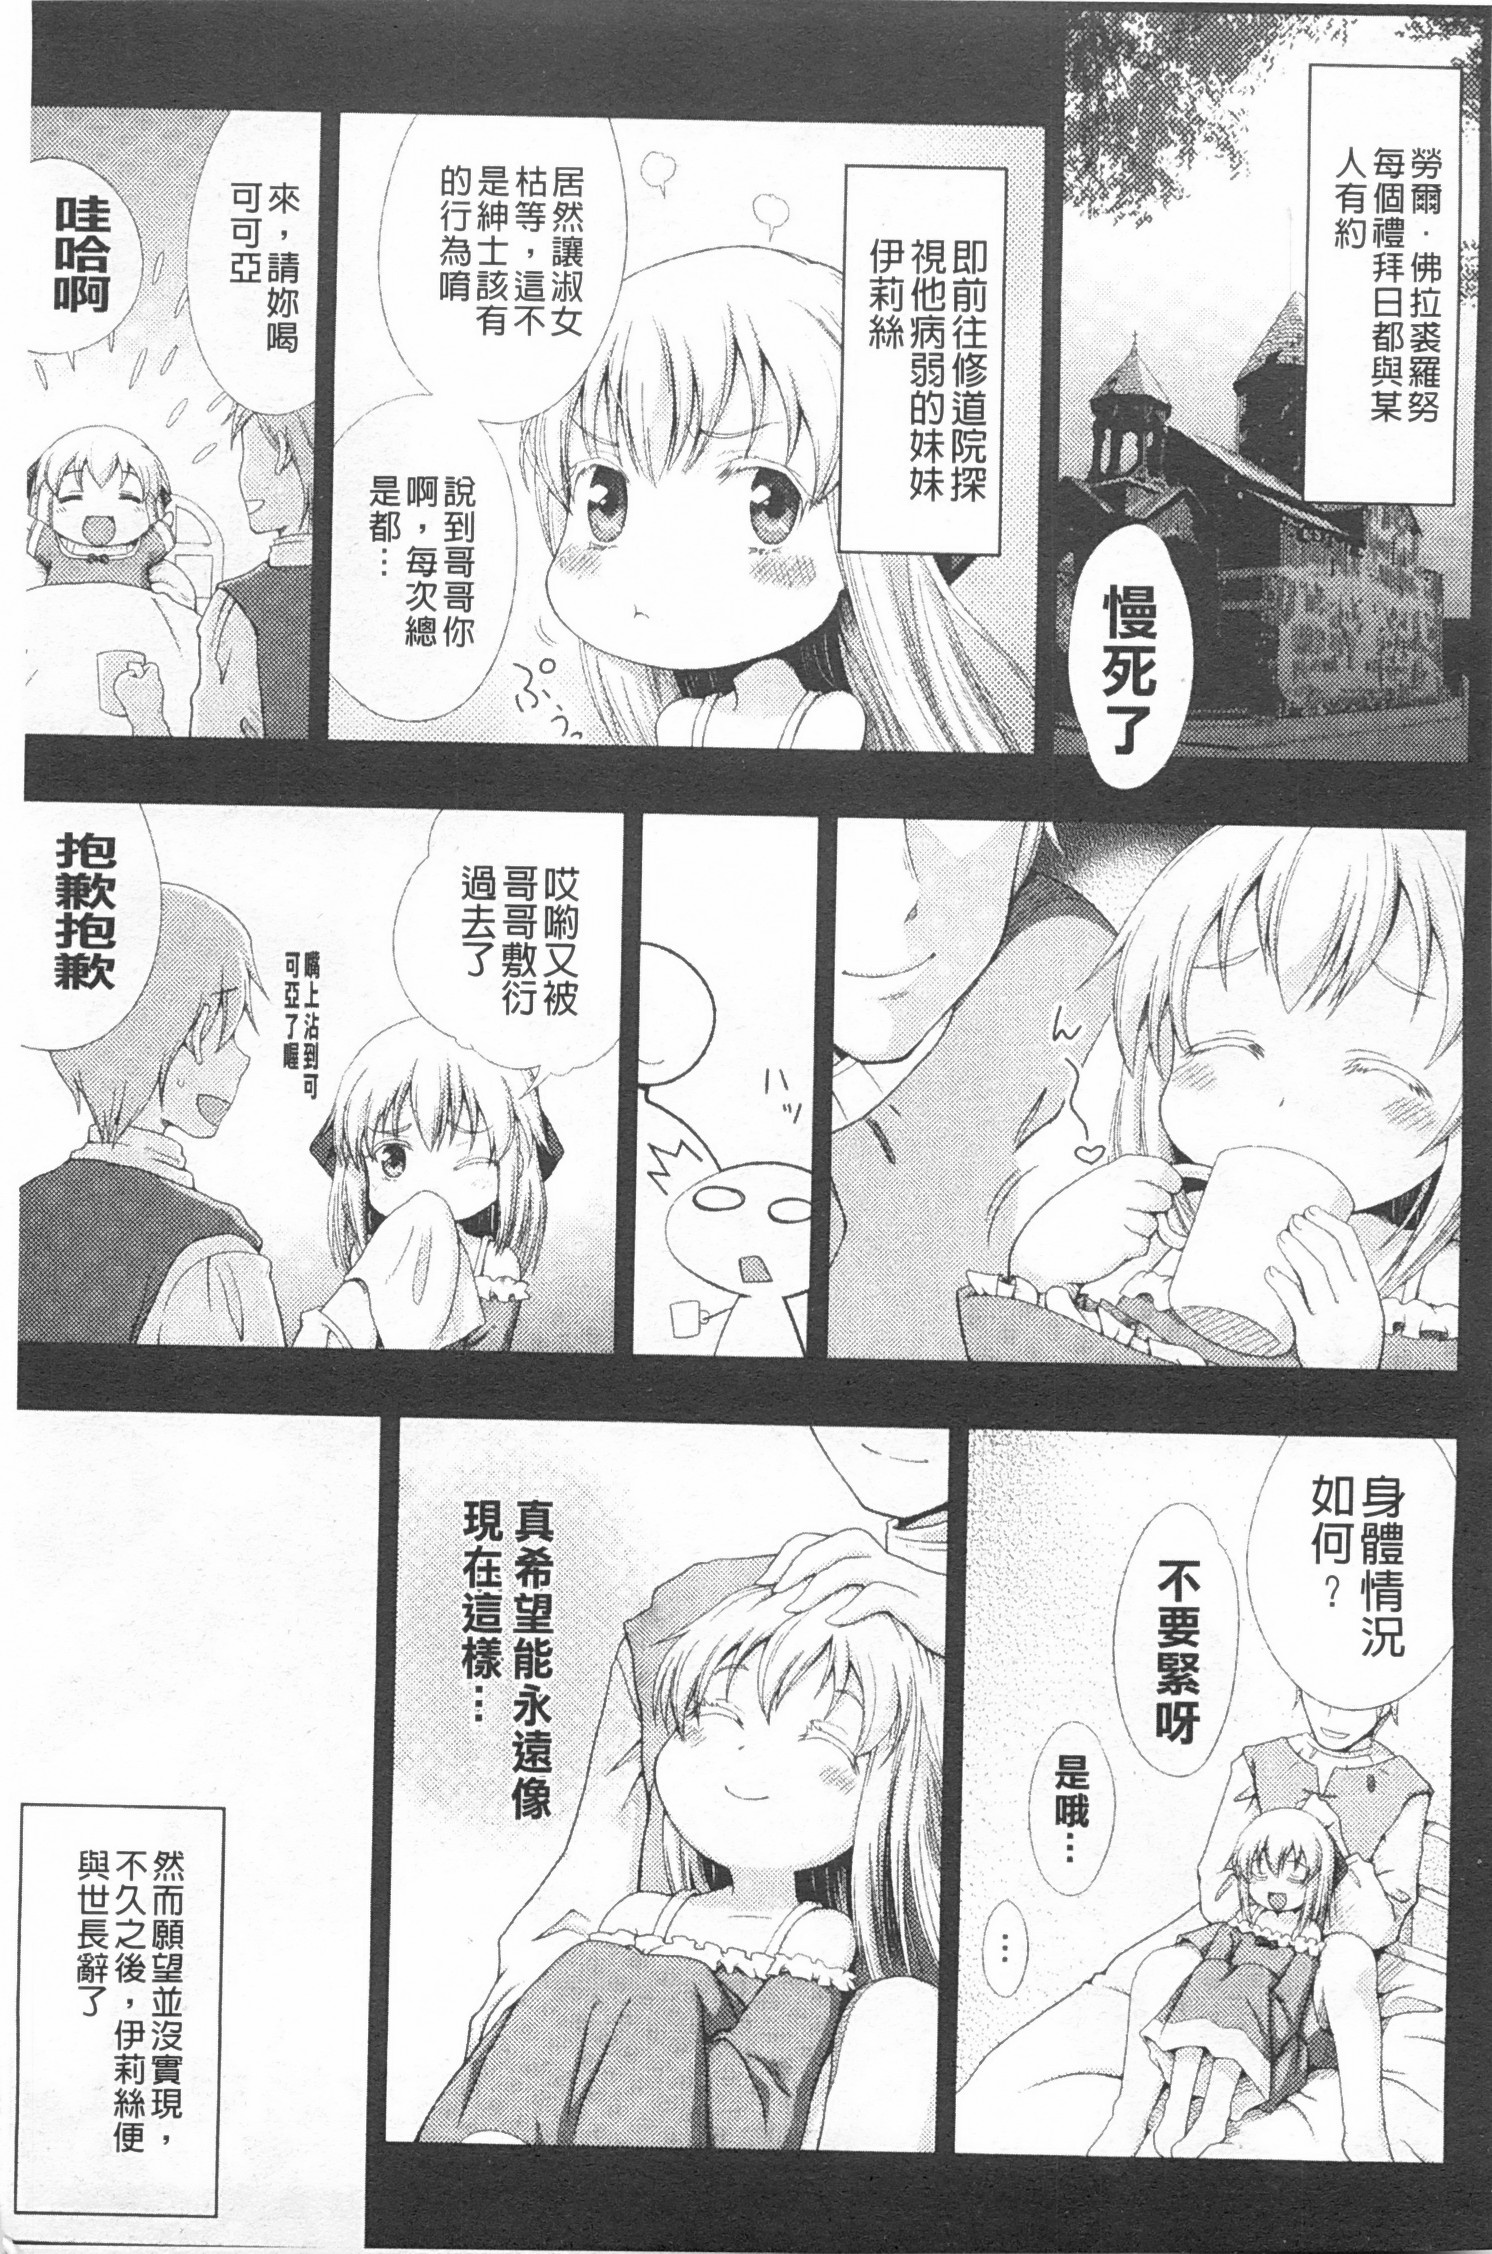 勞爾·佛拉裘羅努
每個禮拜日都與某
人有約
慢死了
即前往修道院探
視他病弱的妹妹
伊莉絲
居然讓淑女
枯等，這不
是紳士該有
的行為唷
說到哥哥你
啊，每次總
是都…
ぷぅ
來，請妳喝
可可亞
哇哈啊
ん〜
ハッ
哎喲又被
哥哥敷衍
過去了
嘴上沾到可
可亞了喔
抱歉抱歉
身體情況
如何？
不要緊呀
是哦…
…
真希望能永遠像
現在這樣…
然而願望並沒實現，
不久之後，伊莉絲便
與世長辭了